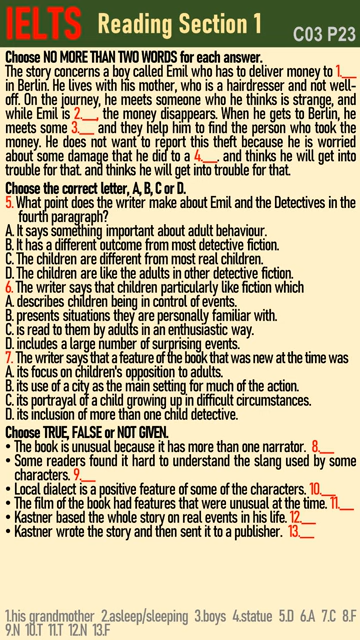 IELTS Reading Section 1 C03 P23
Choose NO MORE THAN TWO WORDS for each answer.
The story concerns a boy called Emil who has to deliver money to 1.__
in Berlin. He lives with his mother, who is a hairdresser and not well-
off. On the journey, he meets someone who he thinks is strange, and
while Emil is 2.__, the money disappears. When he gets to Berlin, he
meets some 3.__ and they help him to find the person who took the
money. He does not want to report this theft because he is worried
about some damage that he did to a 4.__. and thinks he will get into
trouble for that. and thinks he will get into trouble for that.
Choose the correct letter, A, B, C or D.
5. What point does the writer make about Emil and the Detectives in the
fourth paragraph?
A. It says something important about adult behaviour.
B. It has a different outcome from most detective fiction.
C. The children are different from most real children.
D. The children are like the adults in other detective fiction.
6. The writer says that children particularly like fiction which
A. describes children being in control of events.
B. presents situations they are personally familiar with.
C. is read to them by adults in an enthusiastic way.
D. includes a large number of surprising events.
7. The writer says that a feature of the book that was new at the time was
A. its focus on children's opposition to adults.
B. its use of a city as the main setting for much of the action.
C. its portrayal of a child growing up in difficult circumstances.
D. its inclusion of more than one child detective.
Choose TRUE, FALSE or NOT GIVEN.
• The book is unusual because it has more than one narrator. 8.__
• Some readers found it hard to understand the slang used by some
characters. 9.__
• Local dialect is a positive feature of some of the characters. 10.__
• The film of the book had features that were unusual at the time. 11.__
• Kastner based the whole story on real events in his life. 12.__
• Kastner wrote the story and then sent it to a publisher. 13.__
1.his grandmother 2.asleep/sleeping 3.boys 4.statue 5.D 6.A 7.C 8.F
9.N 10.T 11.T 12.N 13.F